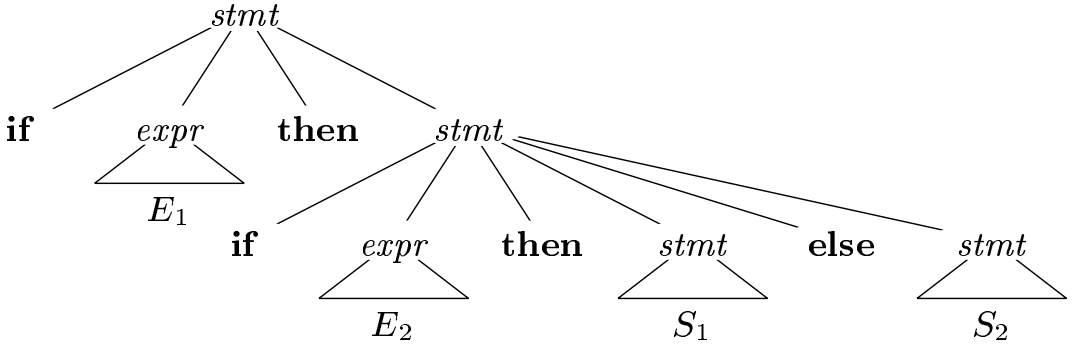 stmt
if expr then stmt
E₁
if expr then stmt else stmt
E₂ S₁ S₂